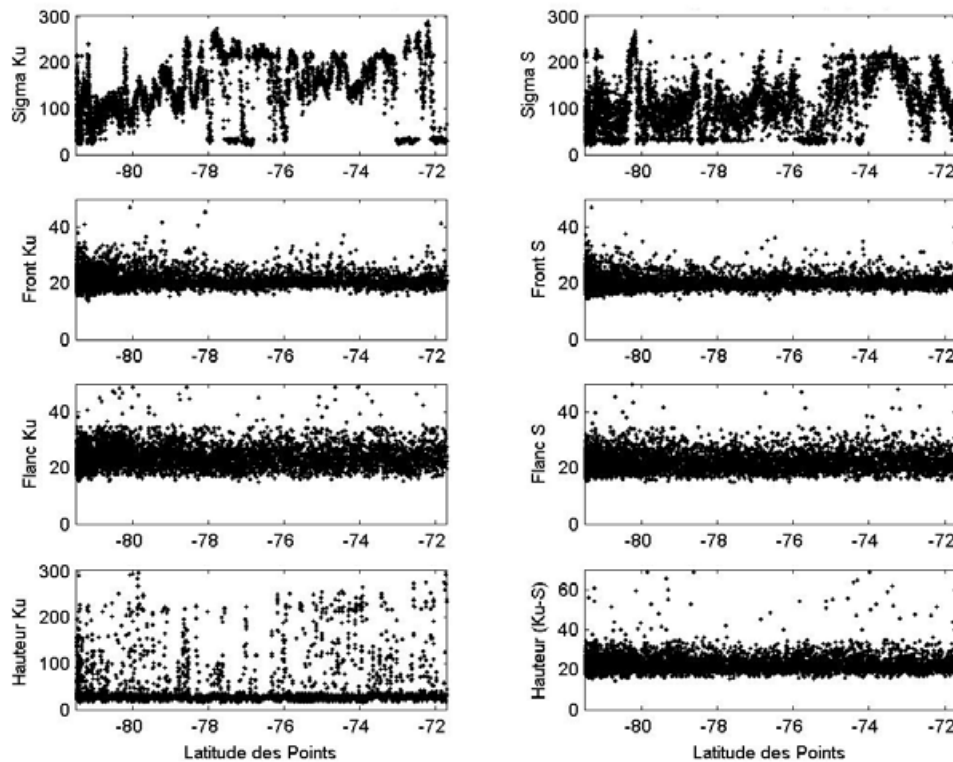 300
200
100
0
Sigma Ku
-80 -78 -76 -74 -72
300
200
100
0
Sigma S
-80 -78 -76 -74 -72
40
20
0
Front Ku
-80 -78 -76 -74 -72
40
20
0
Front S
-80 -78 -76 -74 -72
40
20
0
Flanc Ku
-80 -78 -76 -74 -72
40
20
0
Flanc S
-80 -78 -76 -74 -72
300
200
100
0
Hauteur Ku
-80 -78 -76 -74 -72
Latitude des Points
60
40
20
0
Hauteur (Ku-S)
-80 -78 -76 -74 -72
Latitude des Points